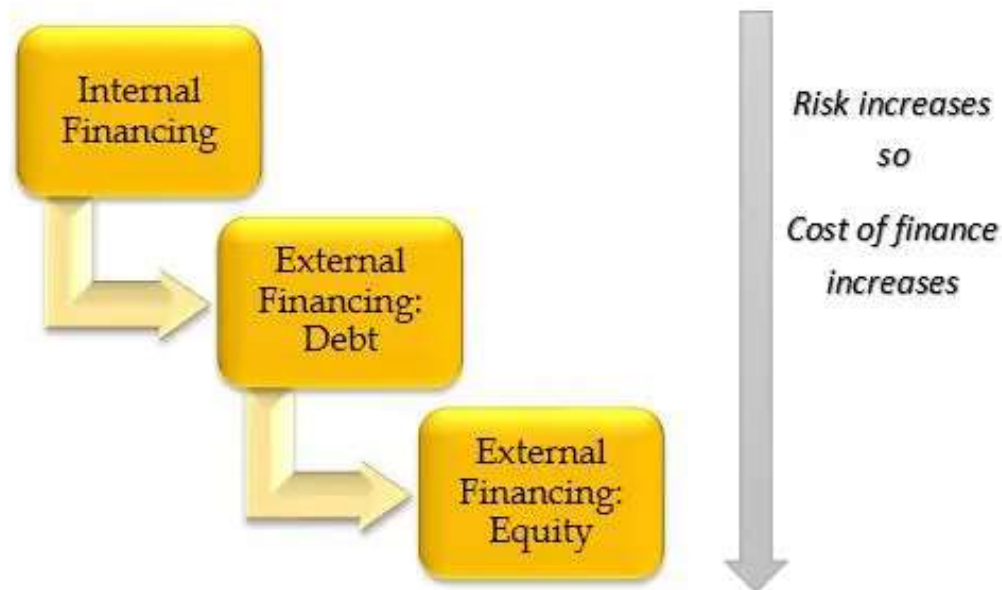 Internal
Financing
External
Financing:
Debt
External
Financing:
Equity
Risk increases
so
Cost of finance
increases